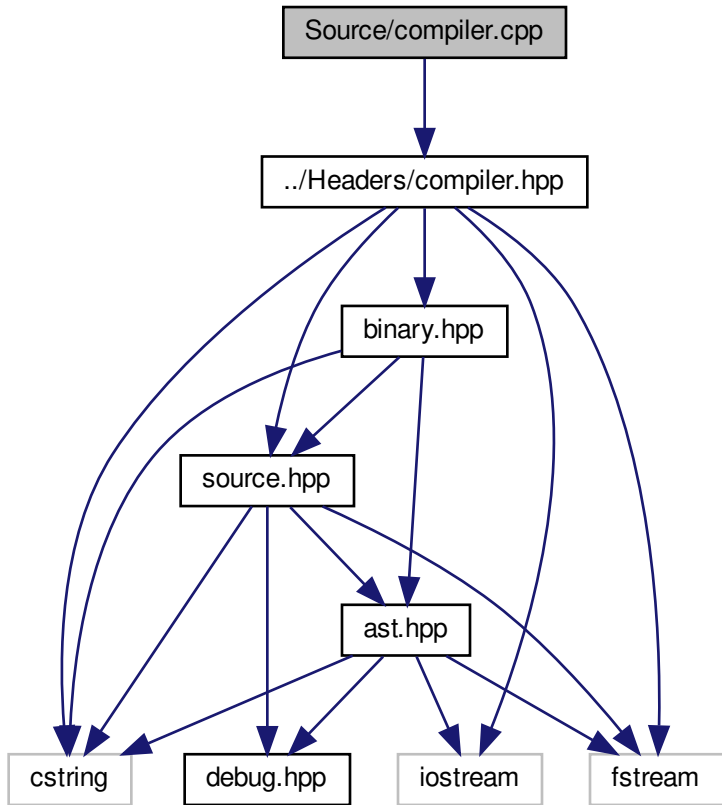 Source/compiler.cpp
../Headers/compiler.hpp
binary.hpp
source.hpp
ast.hpp
cstring
debug.hpp
iostream
fstream